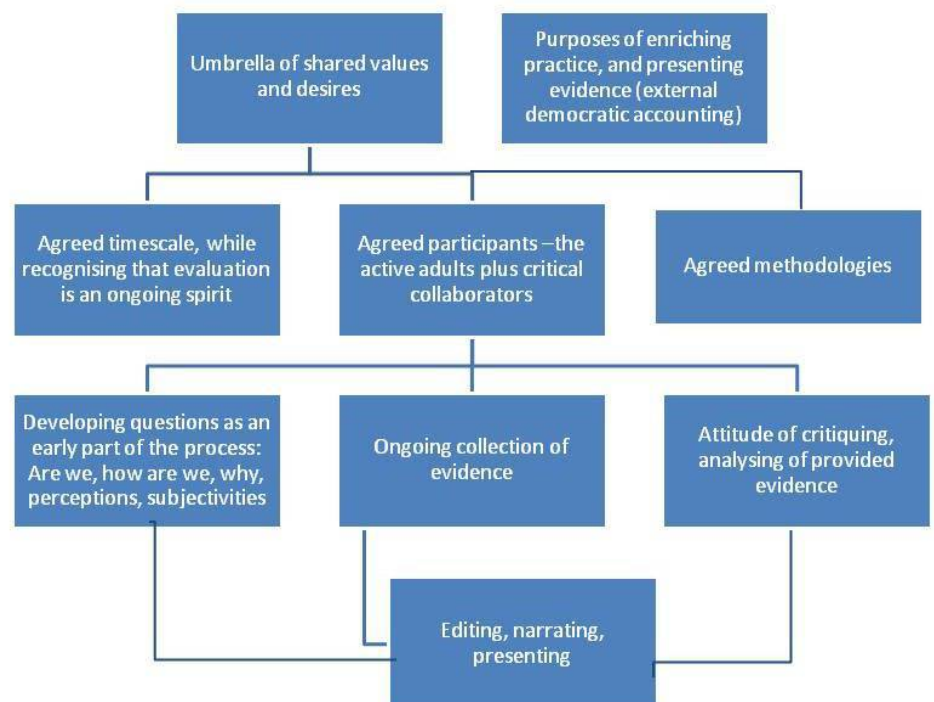 Umbrella of shared values
and desires
Purposes of enriching
practice, and presenting
evidence (external
democratic accounting)
Agreed timescale, while
recognising that evaluation
is an ongoing spirit
Agreed participants –the
active adults plus critical
collaborators
Agreed methodologies
Developing questions as an
early part of the process:
Are we, how are we, why,
perceptions, subjectivities
Ongoing collection of
evidence
Attitude of critiquing,
analysing of provided
evidence
Editing, narrating,
presenting